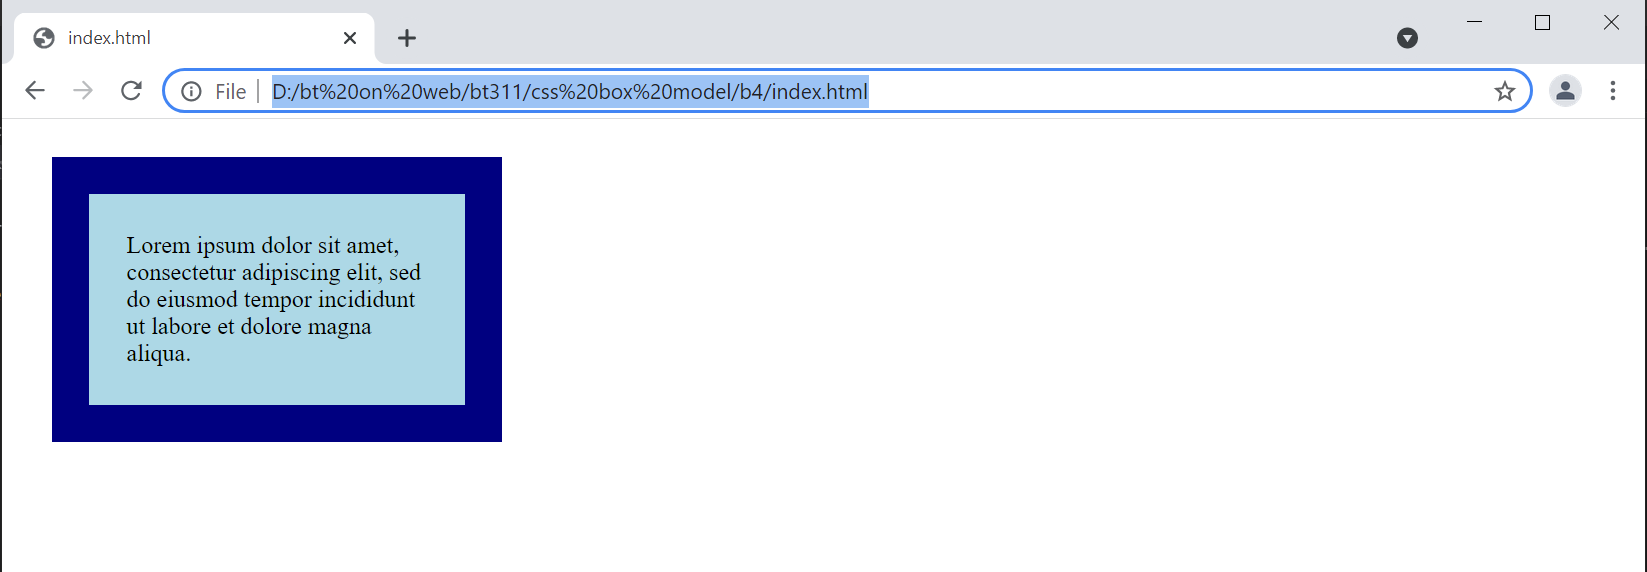 index.html
File
D:/bt%20on%20web/bt311/css%20box%20model/b4/index.html
Lorem ipsum dolor sit amet,
consectetur adipiscing elit, sed
do eiusmod tempor incididunt
ut labore et dolore magna
aliqua.